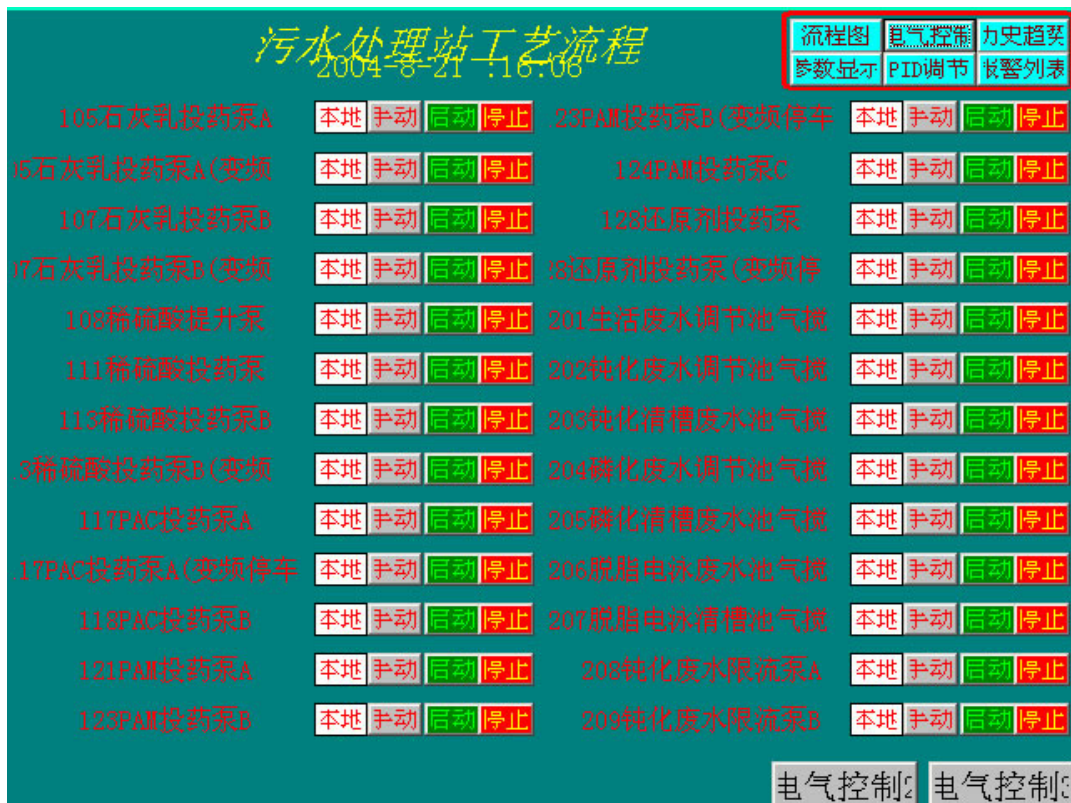 污水处理站工艺流程
2004-8-21 :16:06
流程图 电气控制 历史趋势
参数显示 PID调节 报警列表
105石灰乳投药泵A 本地 手动 启动 停止 23PAM投药泵B(变频停车 本地 手动 启动 停止
05石灰乳投药泵A(变频 本地 手动 启动 停止 124PAM投药泵C 本地 手动 启动 停止
107石灰乳投药泵B 本地 手动 启动 停止 128还原剂投药泵 本地 手动 启动 停止
07石灰乳投药泵B(变频 本地 手动 启动 停止 28还原剂投药泵(变频停 本地 手动 启动 停止
108稀硫酸提升泵 本地 手动 启动 停止 201生活废水调节池气搅 本地 手动 启动 停止
111稀硫酸投药泵 本地 手动 启动 停止 202钝化废水调节池气搅 本地 手动 启动 停止
113稀硫酸投药泵B 本地 手动 启动 停止 203钝化清槽废水池气搅 本地 手动 启动 停止
3稀硫酸投药泵B(变频 本地 手动 启动 停止 204磷化废水调节池气搅 本地 手动 启动 停止
117PAC投药泵A 本地 手动 启动 停止 205磷化清槽废水池气搅 本地 手动 启动 停止
17PAC投药泵A(变频停车 本地 手动 启动 停止 206脱脂电泳废水池气搅 本地 手动 启动 停止
118PAC投药泵B 本地 手动 启动 停止 207脱脂电泳清槽池气搅 本地 手动 启动 停止
121PAM投药泵A 本地 手动 启动 停止 208钝化废水限流泵A 本地 手动 启动 停止
123PAM投药泵B 本地 手动 启动 停止 209钝化废水限流泵B 本地 手动 启动 停止
电气控制2 电气控制3